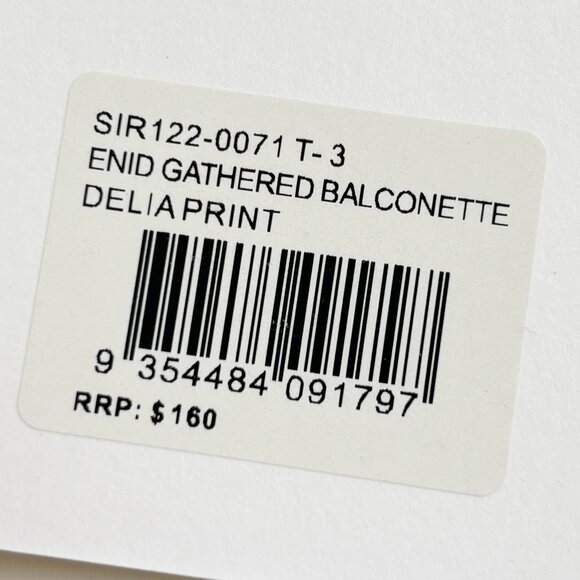 SIR122-0071 T- 3
ENID GATHERED BALCONETTE
DELIA PRINT
9 354484 091797
RRP: $160